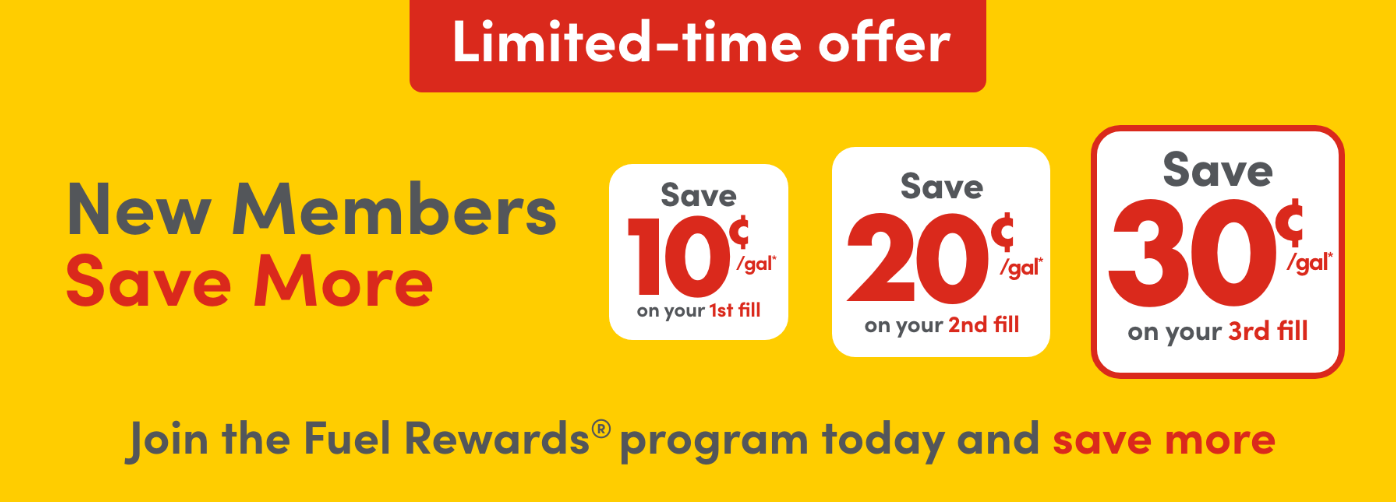 Limited-time offer
New Members
Save More
Save
10¢
/gal*
on your 1st fill
Save
20¢
/gal*
on your 2nd fill
Save
30¢
/gal*
on your 3rd fill
Join the Fuel Rewards® program today and save more